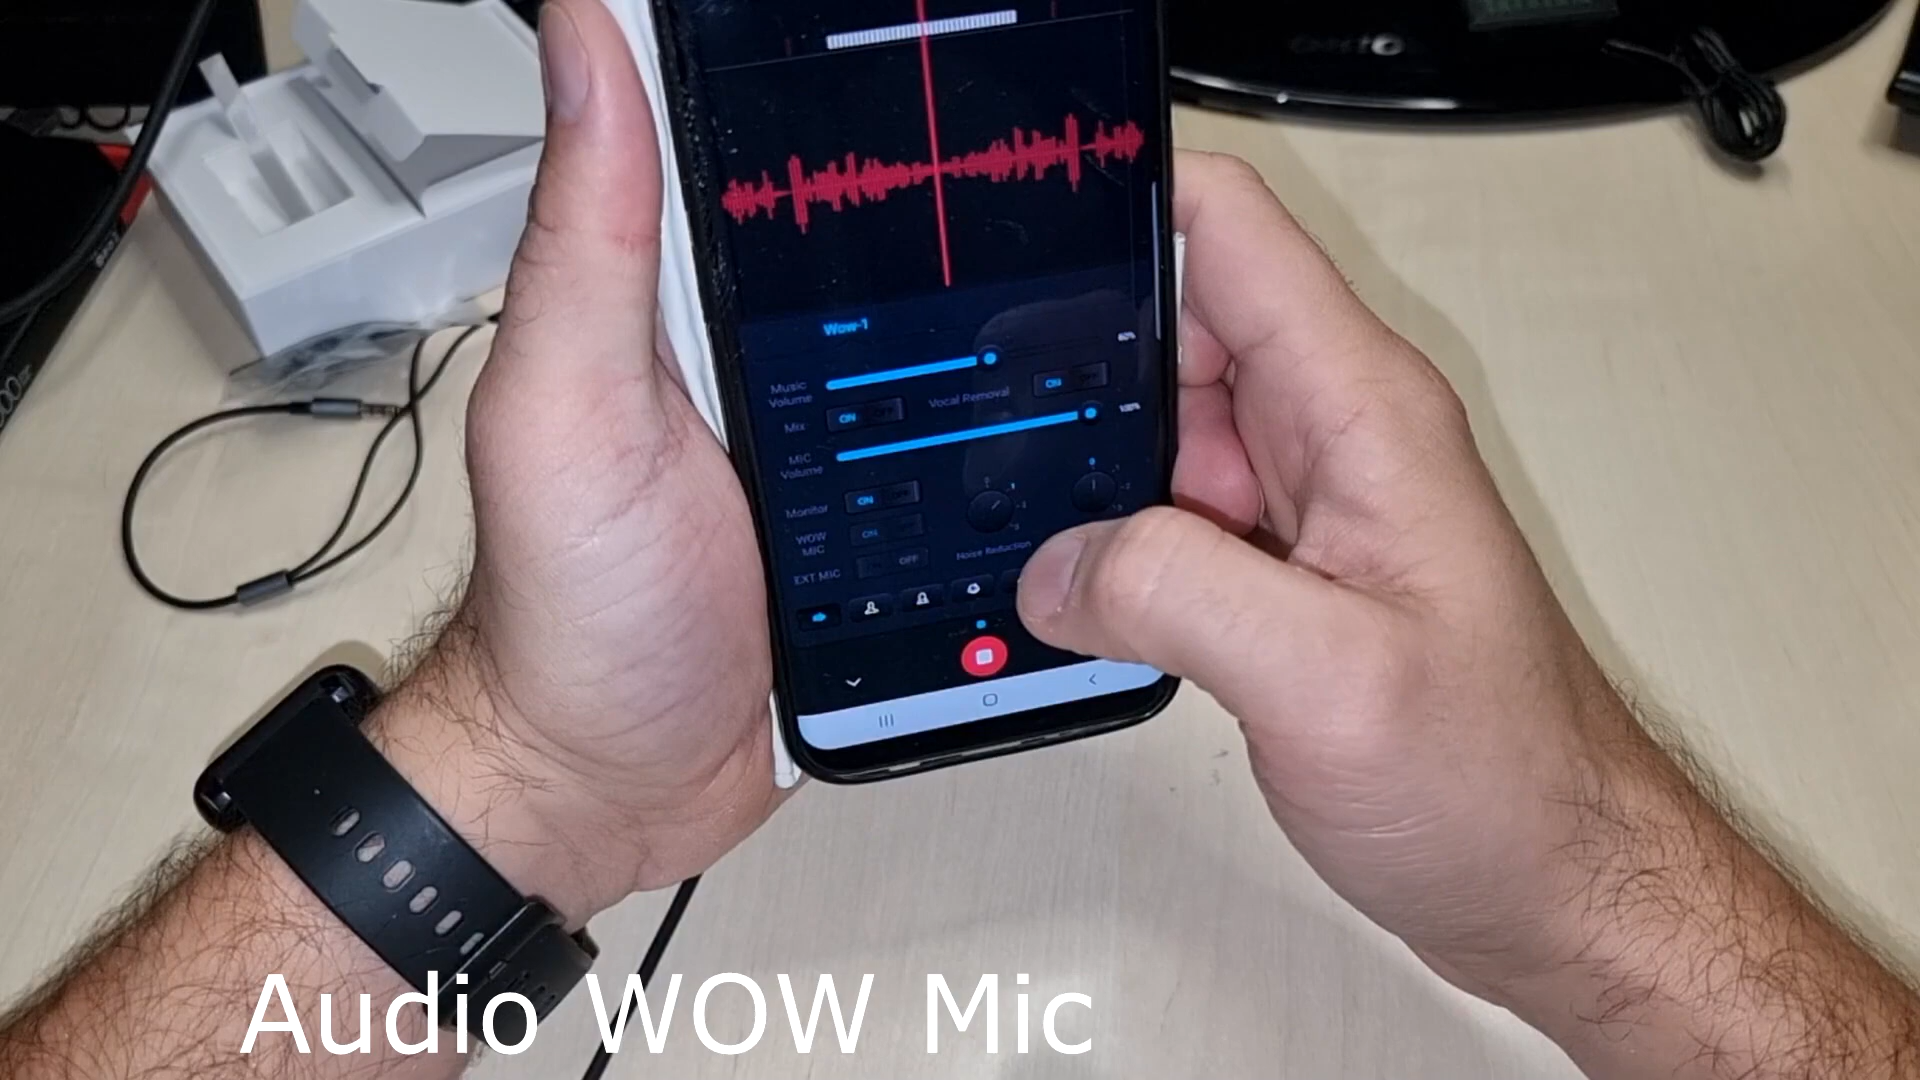 Wow-1
60%
Music
Volume
ON OFF
Vocal Removal
ON OFF
Mix
100%
MIC
Volume
Monitor
ON OFF
WOW
MIC
ON
EXT MIC
OFF
Noise Reduction
Audio WOW Mic